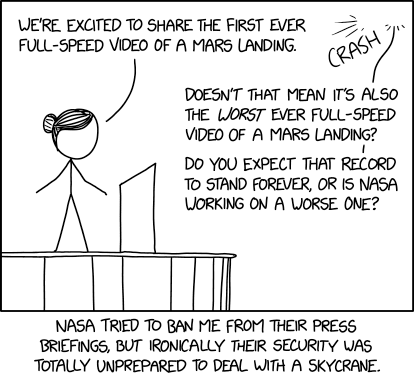 WE'RE EXCITED TO SHARE THE FIRST EVER
FULL-SPEED VIDEO OF A MARS LANDING.
CRASH
DOESN'T THAT MEAN IT'S ALSO
THE WORST EVER FULL-SPEED
VIDEO OF A MARS LANDING?
DO YOU EXPECT THAT RECORD
TO STAND FOREVER, OR IS NASA
WORKING ON A WORSE ONE?
NASA TRIED TO BAN ME FROM THEIR PRESS
BRIEFINGS, BUT IRONICALLY THEIR SECURITY WAS
TOTALLY UNPREPARED TO DEAL WITH A SKYCRANE.